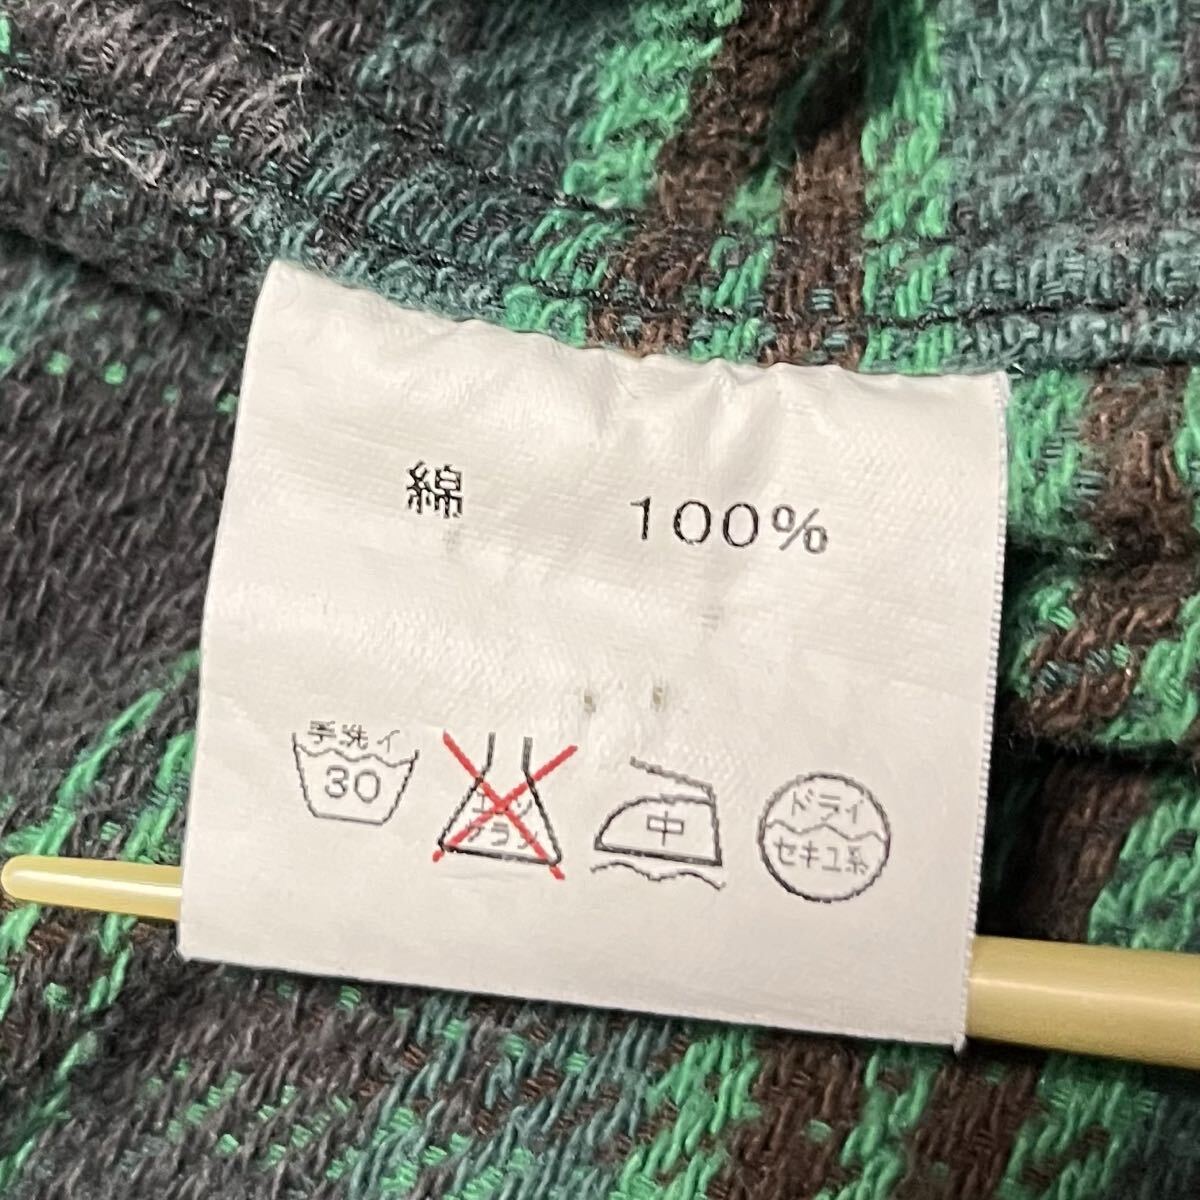 綿 100%
手洗イ
30
エンソ
サラシ
中
ドライ
セキユ系